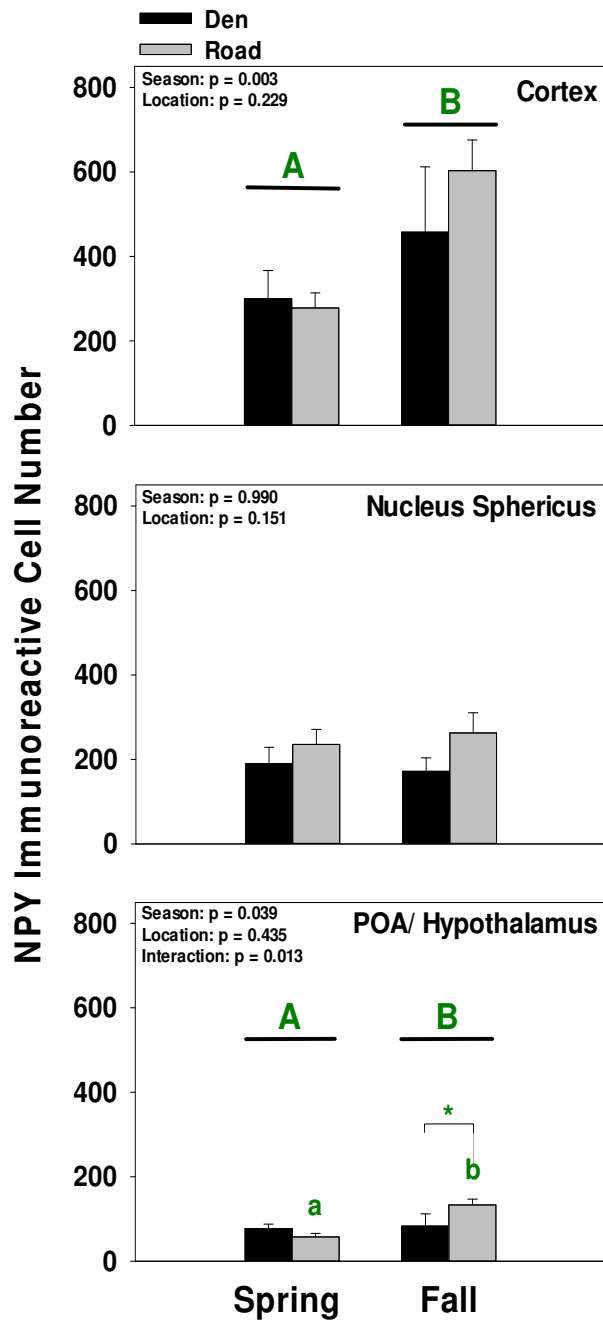 Den
Road
Season: p = 0.003
Location: p = 0.229
Cortex
A
B
800
600
400
200
0
Season: p = 0.990
Location: p = 0.151
Nucleus Sphericus
800
600
400
200
0
Season: p = 0.039
Location: p = 0.435
Interaction: p = 0.013
POA/ Hypothalamus
A
B
*
a
b
800
600
400
200
0
Spring Fall
NPY Immunoreactive Cell Number